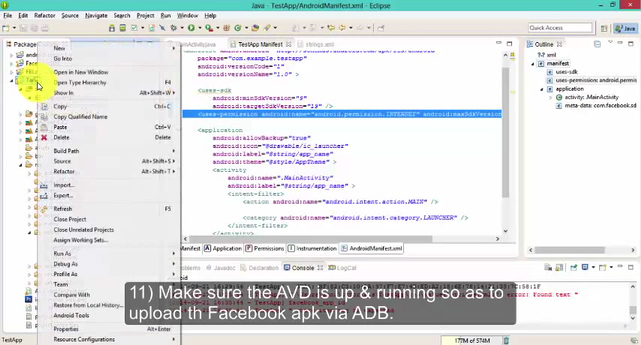 Java - TestApp/AndroidManifest.xml - Eclipse
File Edit Refactor Source Navigate Search Project Run Window Help
Quick Access
Java
TestApp Manifest
strings.xml
Outline
package="com.example.testapp"
android:versionCode="1"
android:versionName="1.0" >
<uses-sdk
android:minSdkVersion="9"
android:targetSdkVersion="19" />
<uses-permission android:name="android.permission.INTERNET" android:maxSdkVersion
<application
android:allowBackup="true"
android:icon="@drawable/ic_launcher"
android:label="@string/app_name"
android:theme="@style/AppTheme" >
<activity
android:name=".MainActivity"
android:label="@string/app_name" >
<intent-filter>
<action android:name="android.intent.action.MAIN" />
<category android:name="android.intent.category.LAUNCHER" />
</intent-filter>
Manifest Application Permissions Instrumentation AndroidManifest.xml
manifest
uses-sdk
uses-permissions: android.permis
application
activity: .MainActivity
meta-data: com.facebook.sd
New
Go Into
Open in New Window
Open Type Hierarchy F4
Show In Alt+Shift+W
Copy Ctrl+C
Copy Qualified Name
Paste Ctrl+V
Delete Delete
Build Path
Source Alt+Shift+S
Refactor Alt+Shift+T
Import...
Export...
Refresh F5
Close Project
Close Unrelated Projects
Assign Working Sets...
Run As
Debug As
Profile As
Team
Compare With
Restore from Local History...
Android Tools
Properties
Resource Configurations
Javadoc Declaration Console LogCat
11) Make sure the AVD is up & running so as to
upload th Facebook apk via ADB.
177M of 574M